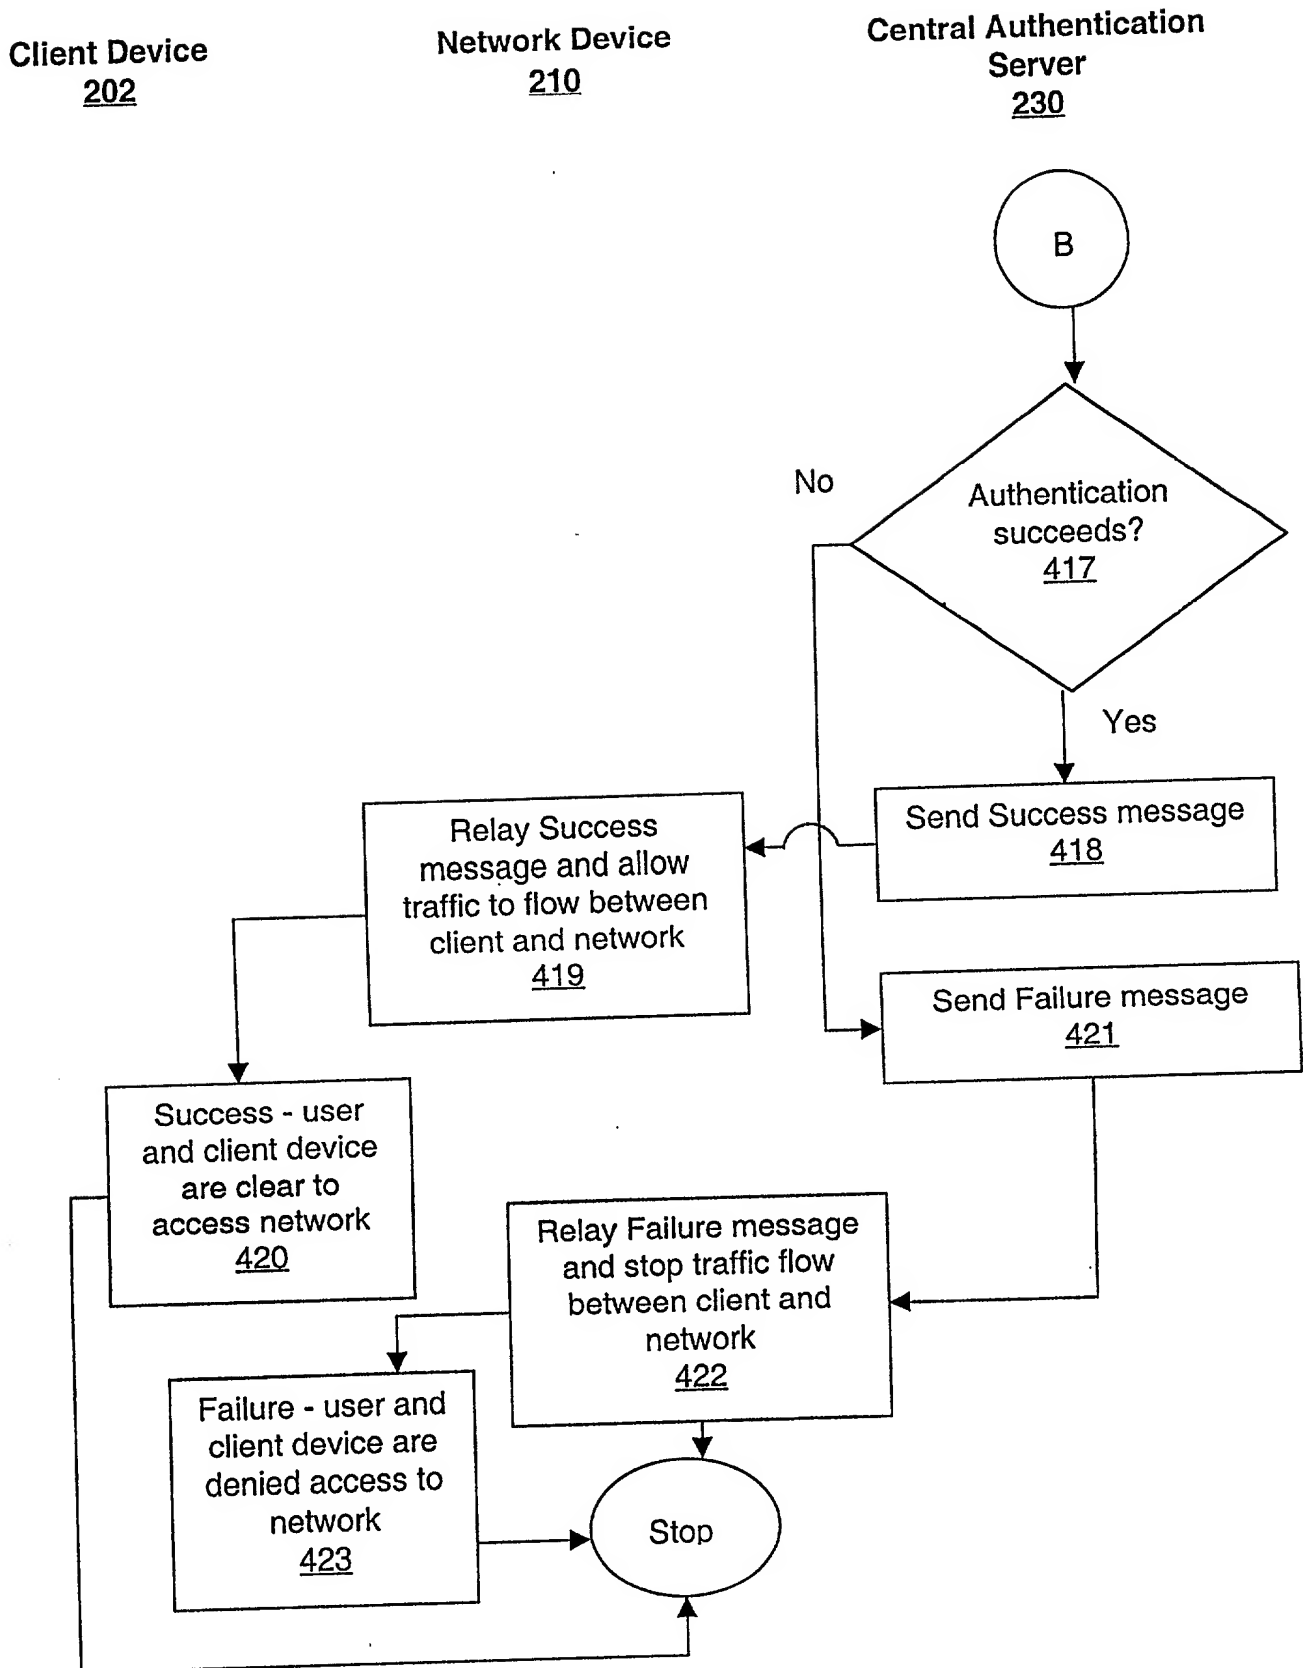 Client Device
202
Network Device
210
Central Authentication
Server
230
B
No
Authentication
succeeds?
417
Yes
Send Success message
418
Relay Success
message and allow
traffic to flow between
client and network
419
Send Failure message
421
Success - user
and client device
are clear to
access network
420
Relay Failure message
and stop traffic flow
between client and
network
422
Failure - user and
client device are
denied access to
network
423
Stop